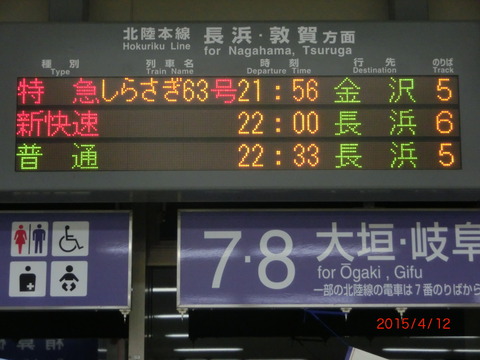 北陸本線 長浜・敦賀方面
Hokuriku Line for Nagahama, Tsuruga
種別 列車名 時刻 行先 のりば
Type Train Name Departure Time Destination Track
特急 しらさぎ63号 21:56 金沢 5
新快速 22:00 長浜 6
普通 22:33 長浜 5
7・8 大垣・岐阜
for Ōgaki, Gifu
一部の北陸線の電車は7番のりばから
2015/4/12